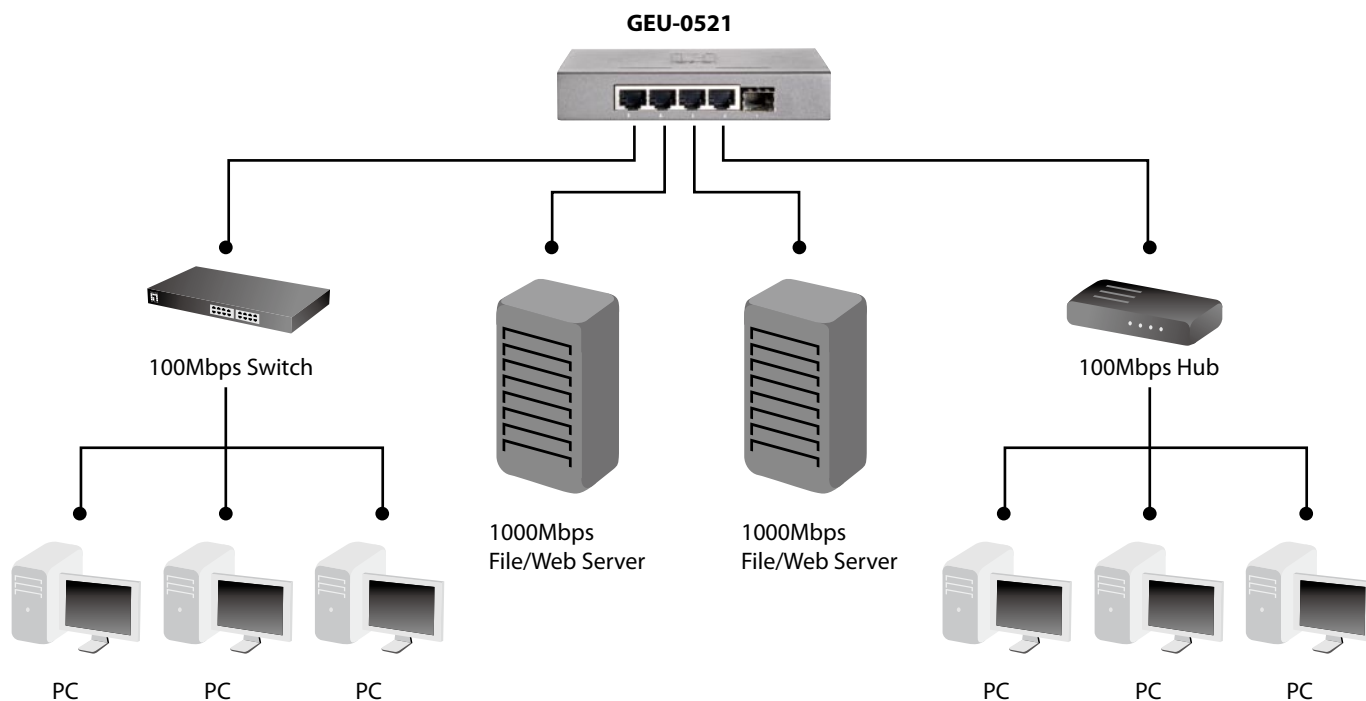 GEU-0521
100Mbps Switch
100Mbps Hub
1000Mbps
File/Web Server
1000Mbps
File/Web Server
PC
PC
PC
PC
PC
PC